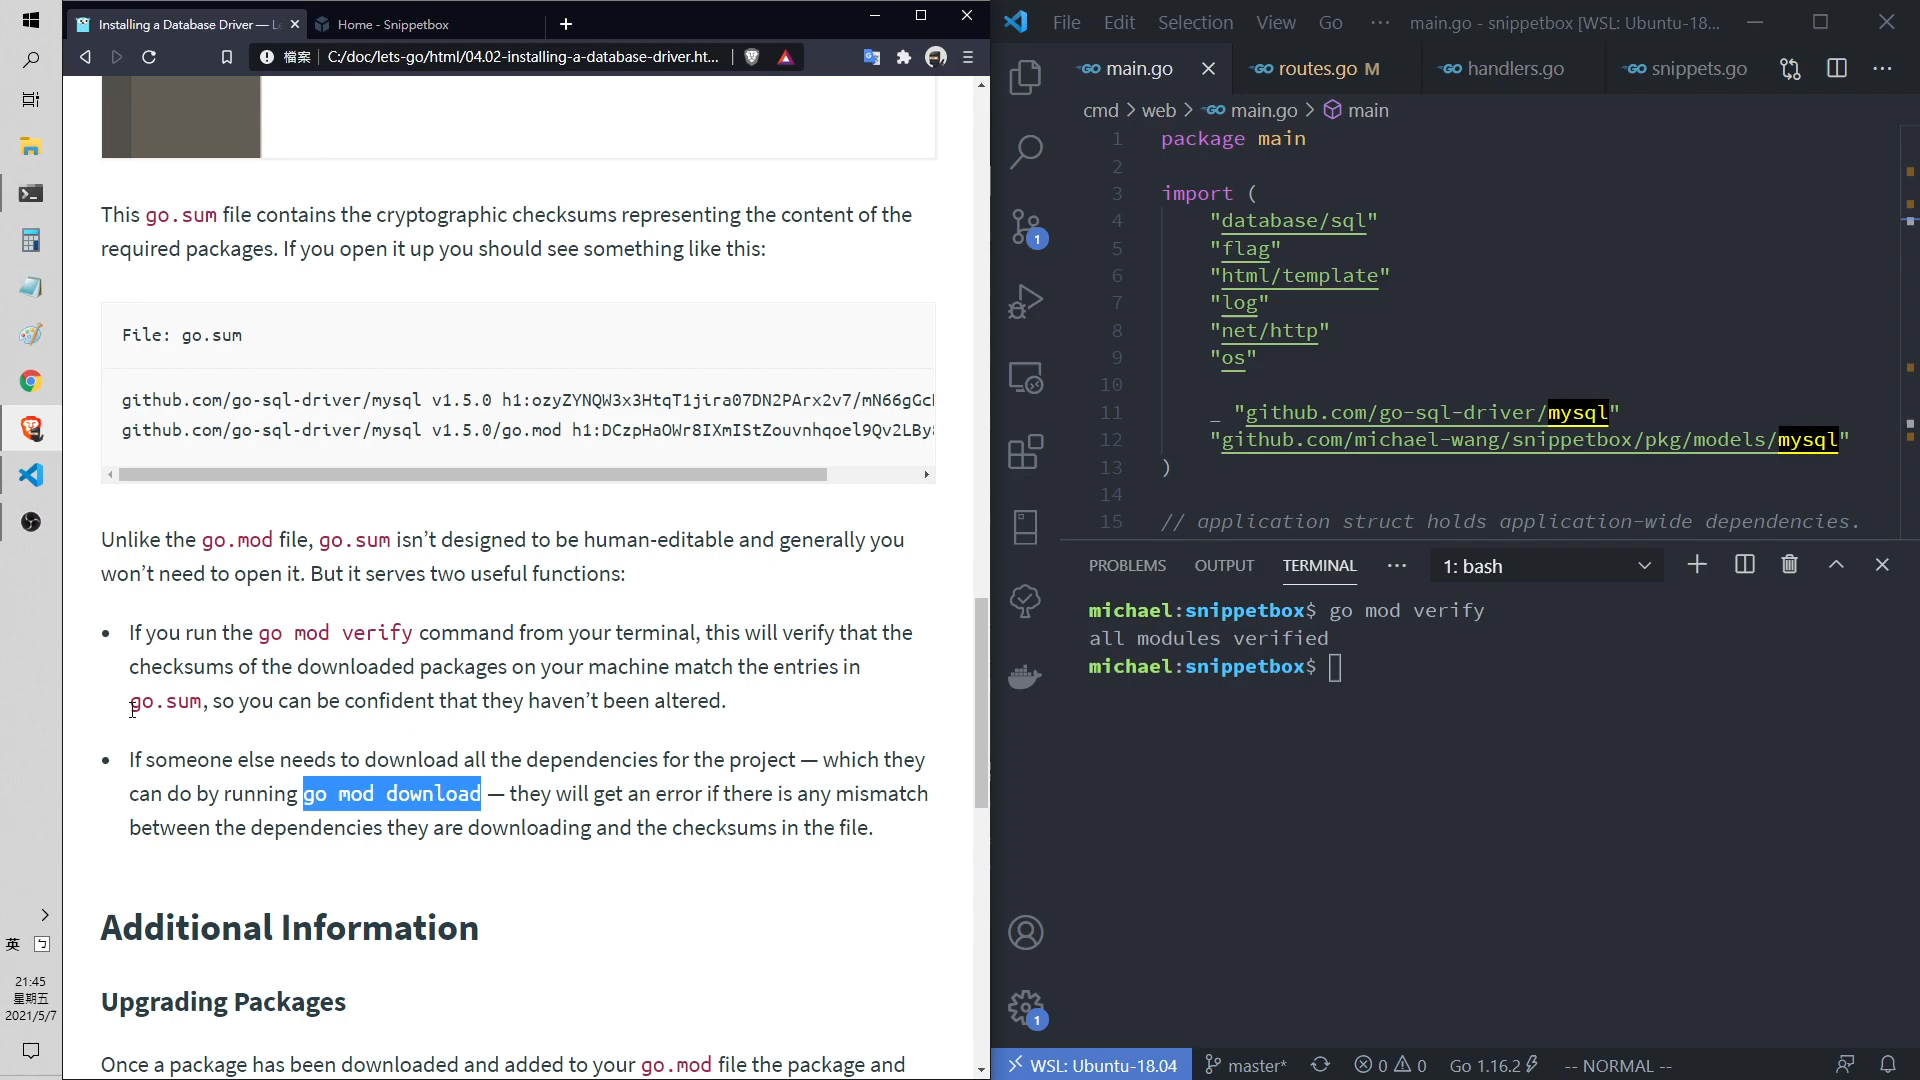 Installing a Database Driver — L
Home - Snippetbox
檔案
C:/doc/lets-go/html/04.02-installing-a-database-driver.ht...
This go.sum file contains the cryptographic checksums representing the content of the
required packages. If you open it up you should see something like this:
File: go.sum
github.com/go-sql-driver/mysql v1.5.0 h1:ozyZYNQW3x3HtqT1jira07DN2PArx2v7/mN66gGc
github.com/go-sql-driver/mysql v1.5.0/go.mod h1:DCzpHaOWr8IXmIStZouvnhqoel9Qv2LBy
Unlike the go.mod file, go.sum isn’t designed to be human-editable and generally you
won’t need to open it. But it serves two useful functions:
• If you run the go mod verify command from your terminal, this will verify that the
checksums of the downloaded packages on your machine match the entries in
go.sum, so you can be confident that they haven’t been altered.
• If someone else needs to download all the dependencies for the project — which they
can do by running go mod download — they will get an error if there is any mismatch
between the dependencies they are downloading and the checksums in the file.
Additional Information
Upgrading Packages
Once a package has been downloaded and added to your go.mod file the package and
英
21:45
星期五
2021/5/7
File Edit Selection View Go ··· main.go - snippetbox [WSL: Ubuntu-18...
main.go routes.go M handlers.go snippets.go
cmd > web > main.go > main
1 package main
2
3 import (
4 "database/sql"
5 "flag"
6 "html/template"
7 "log"
8 "net/http"
9 "os"
10
11 _ "github.com/go-sql-driver/mysql"
12 "github.com/michael-wang/snippetbox/pkg/models/mysql"
13 )
14
15 // application struct holds application-wide dependencies.
PROBLEMS OUTPUT TERMINAL ··· 1: bash
michael:snippetbox$ go mod verify
all modules verified
michael:snippetbox$
1
1
WSL: Ubuntu-18.04 master* 0 0 Go 1.16.2 -- NORMAL --